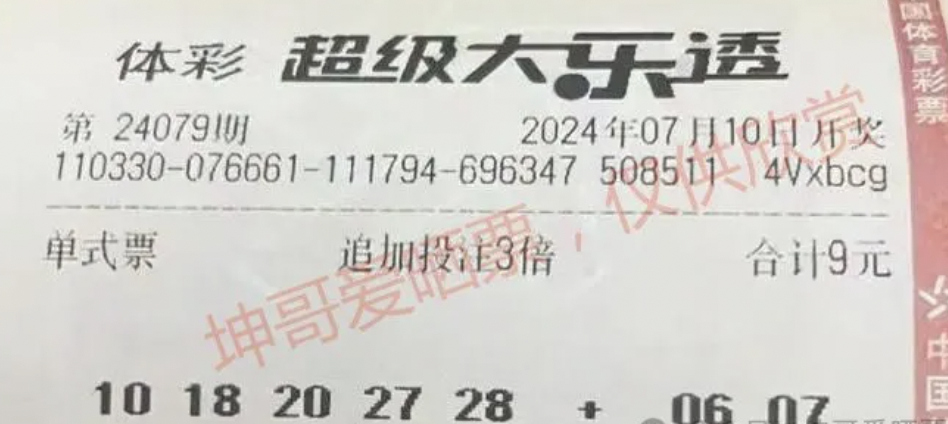 体彩 超级大乐透
第 24079期 2024年07月10日开奖
110330-076661-111794-696347 508511 4Vxbcg
单式票 追加投注3倍 合计9元
坤哥爱晒票，仅供欣赏
10 18 20 27 28 + 06 07
国体育彩票
中国